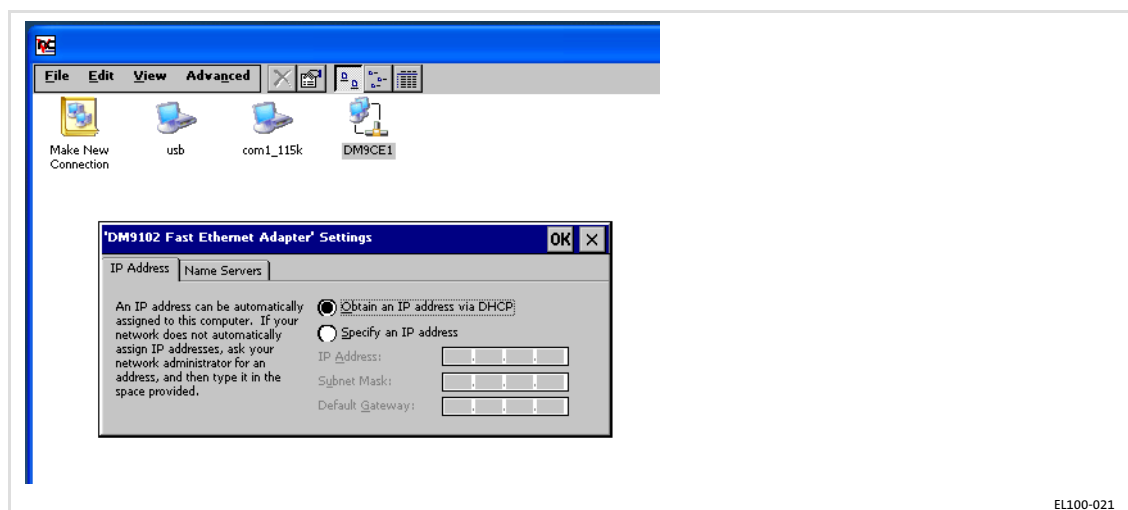 File Edit View Advanced
Make New Connection
usb
com1_115k
DM9CE1
'DM9102 Fast Ethernet Adapter' Settings OK
IP Address Name Servers
An IP address can be automatically
assigned to this computer. If your
network does not automatically
assign IP addresses, ask your
network administrator for an
address, and then type it in the
space provided.
Obtain an IP address via DHCP
Specify an IP address
IP Address:
Subnet Mask:
Default Gateway:
EL100-021